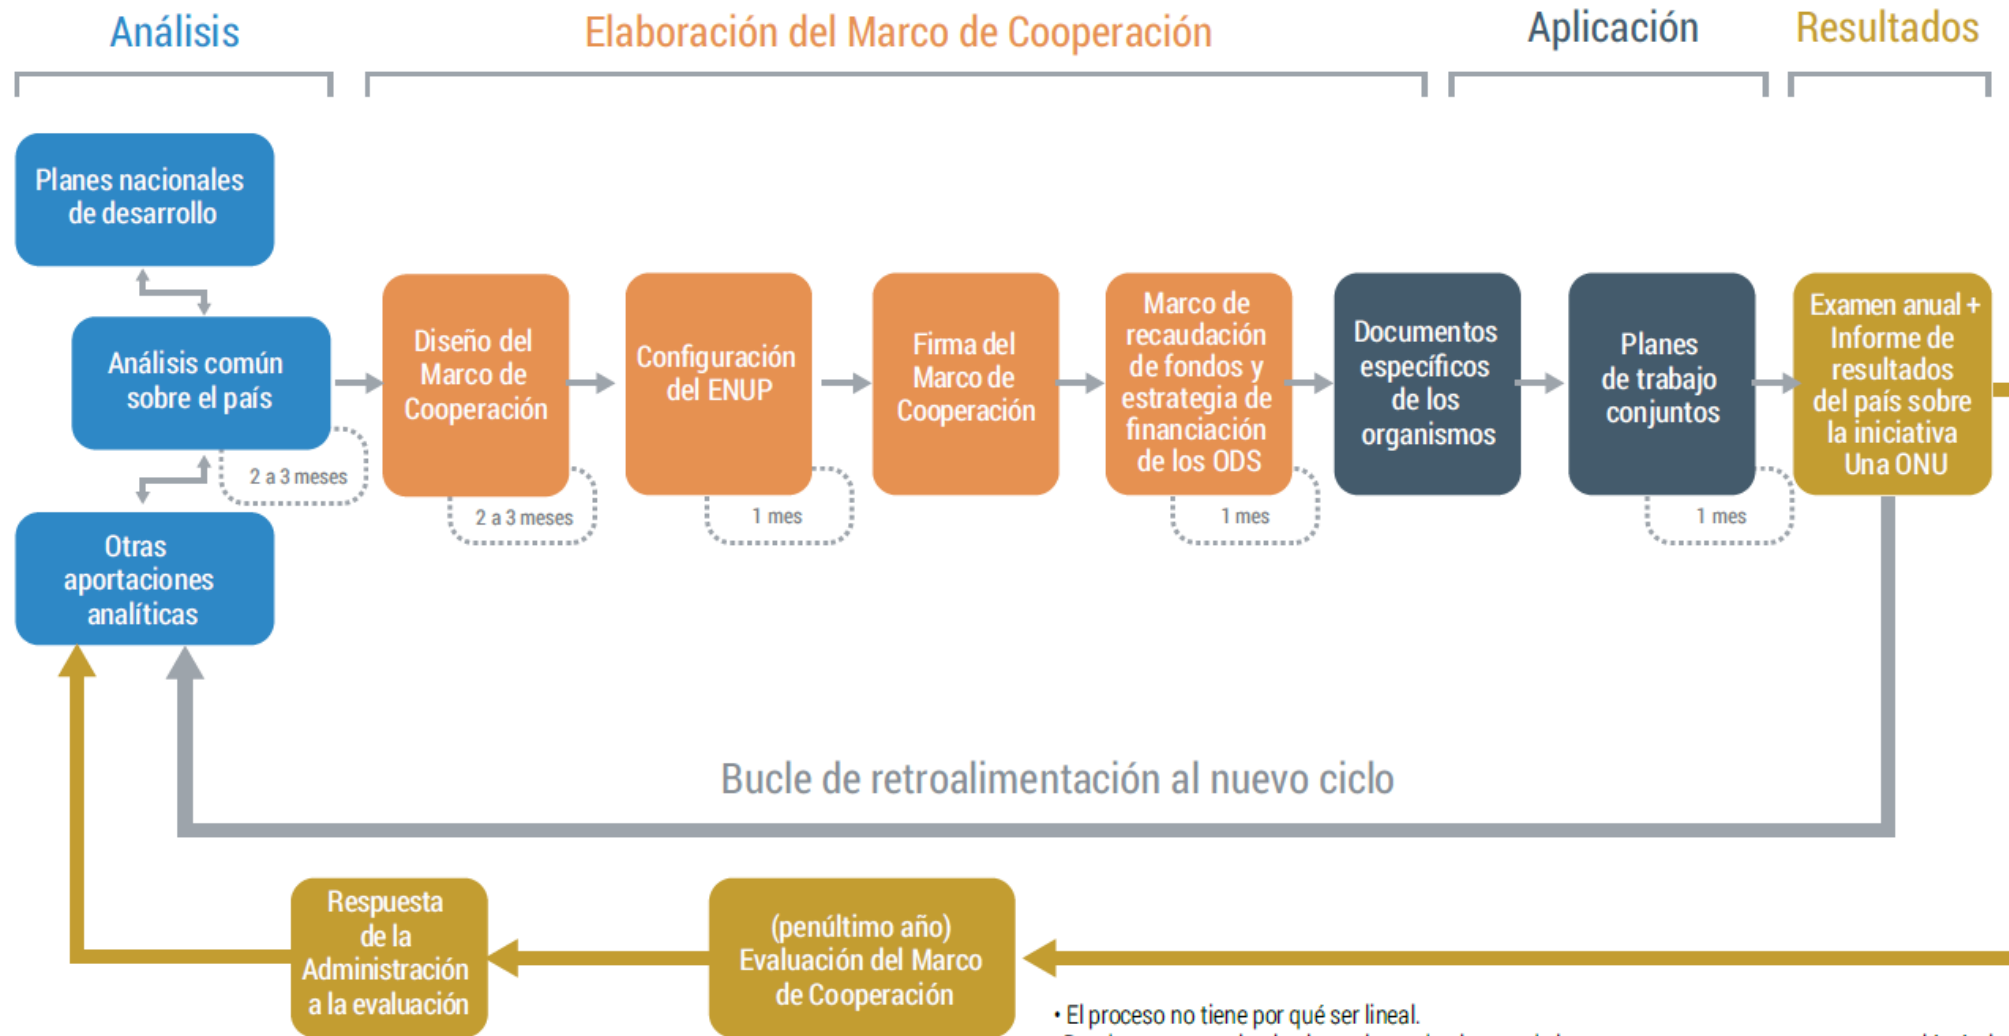 Análisis
Elaboración del Marco de Cooperación
Aplicación
Resultados
Planes nacionales
de desarrollo
Análisis común
sobre el país
2 a 3 meses
Otras
aportaciones
analíticas
Diseño del
Marco de
Cooperación
2 a 3 meses
Configuración
del ENUP
1 mes
Firma del
Marco de
Cooperación
Marco de
recaudación
de fondos y
estrategia de
financiación
de los ODS
1 mes
Documentos
específicos
de los
organismos
Planes
de trabajo
conjuntos
1 mes
Examen anual +
Informe de
resultados
del país sobre
la iniciativa
Una ONU
Bucle de retroalimentación al nuevo ciclo
Respuesta
de la
Administración
a la evaluación
(penúltimo año)
Evaluación del Marco
de Cooperación
• El proceso no tiene por qué ser lineal.